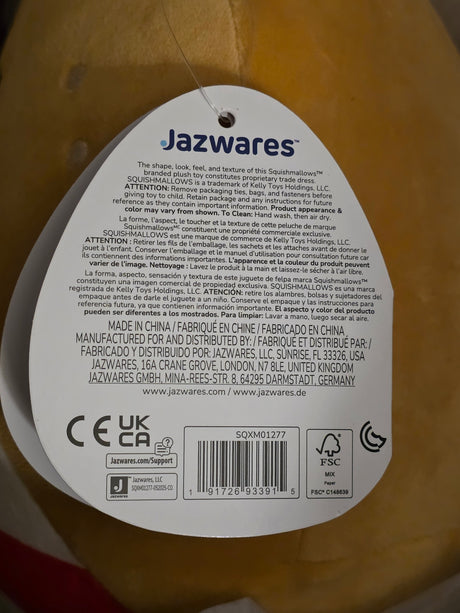 Jazwares™
The shape, look, feel, and texture of this Squishmallows™
branded plush toy constitutes proprietary trade dress.
SQUISHMALLOWS is a trademark of Kelly Toys Holdings, LLC.
ATTENTION: Remove packaging ties, bags, and fasteners before
giving toy to child. Retain package and any instructions for future
reference as they contain important information. Product appearance &
color may vary from shown. To Clean: Hand wash, then air dry.
La forme, l'aspect, le toucher et la texture de cette peluche de marque
Squishmallowsᴹᶜ constituent une propriété commerciale exclusive.
SQUISHMALLOWS est une marque de commerce de Kelly Toys Holdings, LLC.
ATTENTION : Retirer les fils de l'emballage, les sachets et les attaches avant de donner le
jouet à l'enfant. Conserver l'emballage et le manuel d'utilisation pour consultation future car
ils contiennent des informations importantes. L'apparence et la couleur du produit peuvent
varier de l'image. Nettoyage : Lavez le produit à la main et laissez-le sécher à l'air libre.
La forma, aspecto, sensación y textura de este juguete de felpa marca Squishmallows™
constituyen una imagen comercial de propiedad exclusiva. SQUISHMALLOWS es una marca
registrada de Kelly Toys Holdings, LLC. ATENCIÓN: retire los alambres, bolsas y sujetadores del
empaque antes de darle el juguete a un niño. Conserve el empaque y las instrucciones para
referencia futura, ya que contienen información importante. El aspecto y color del producto
pueden ser diferentes a los mostrados. Para limpiar: Lavar a mano, luego secar al aire.
MADE IN CHINA / FABRIQUÉ EN CHINE / FABRICADO EN CHINA
MANUFACTURED FOR AND DISTRIBUTED BY: / FABRIQUÉ ET DISTRIBUÉ PAR: /
FABRICADO Y DISTRIBUIDO POR: JAZWARES, LLC, SUNRISE, FL 33326, USA
JAZWARES, 16A CRANE GROVE, LONDON, N7 8LE, UNITED KINGDOM
JAZWARES GMBH, MINA-REES-STR. 8, 64295 DARMSTADT, GERMANY
www.jazwares.com / www.jazwares.com
CE UK
CA
Jazwares.com/Support
Jazwares, LLC
SQXM01277-052025-CG
SQXM01277
1 91726 93391 5
FSC
MIX
Paper
FSC® C148639